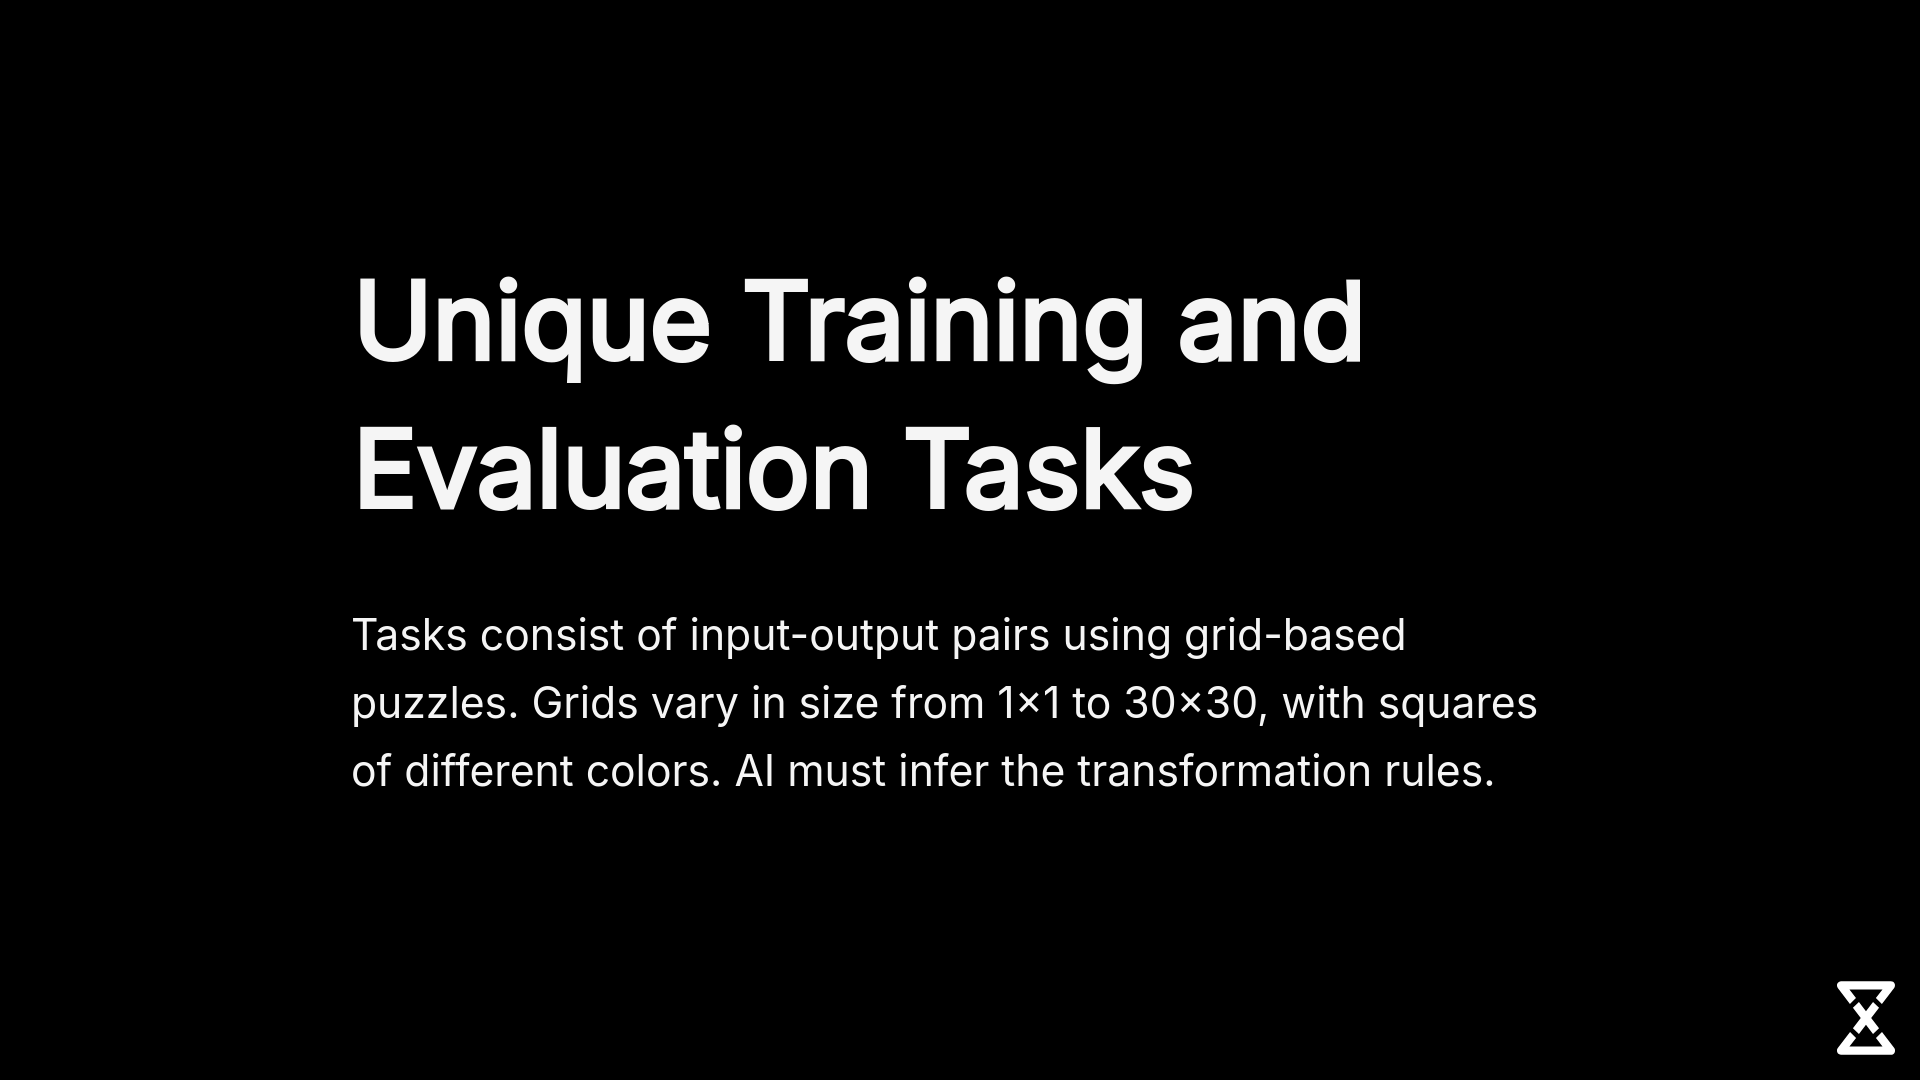 Unique Training and
Evaluation Tasks
Tasks consist of input-output pairs using grid-based
puzzles. Grids vary in size from 1×1 to 30×30, with squares
of different colors. AI must infer the transformation rules.